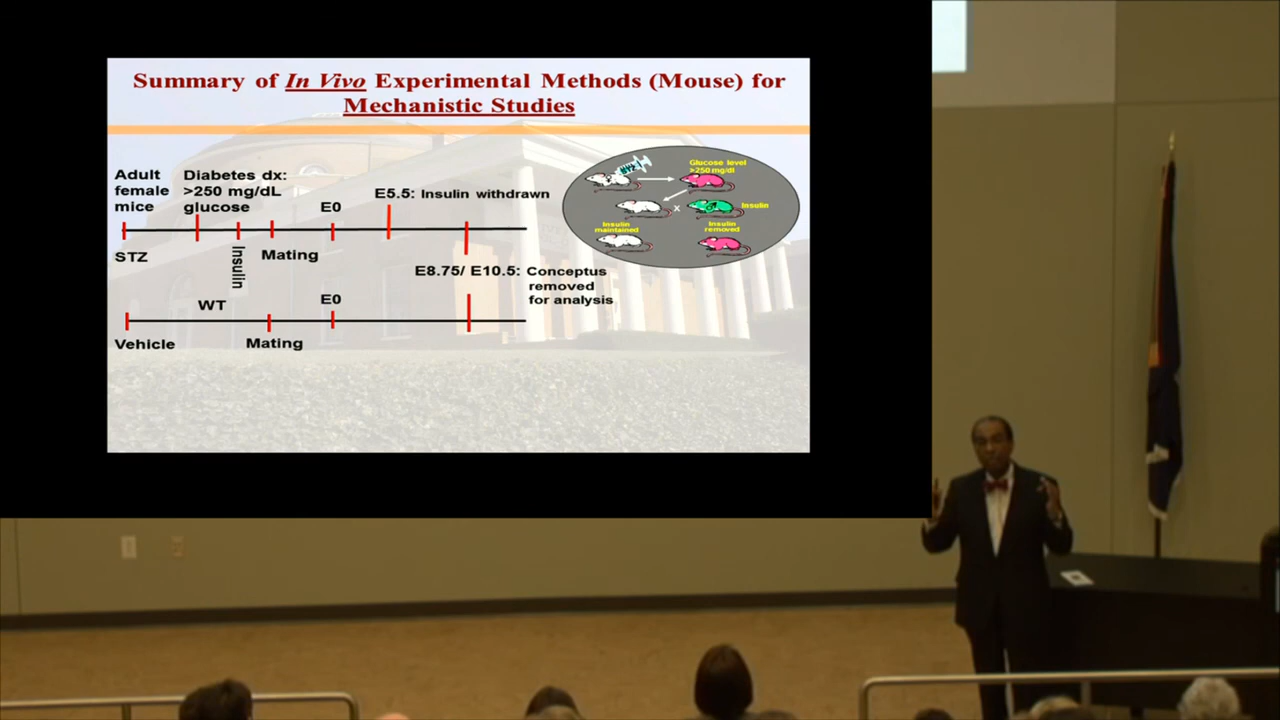 Summary of In Vivo Experimental Methods (Mouse) for
Mechanistic Studies
Adult
female
mice
Diabetes dx:
>250 mg/dL
glucose
E0
E5.5: Insulin withdrawn
STZ
Insulin
Mating
E8.75/ E10.5: Conceptus
removed
for analysis
WT
E0
Vehicle
Mating
Glucose level
>250 mg/dl
X
Insulin
Insulin
maintained
Insulin
removed